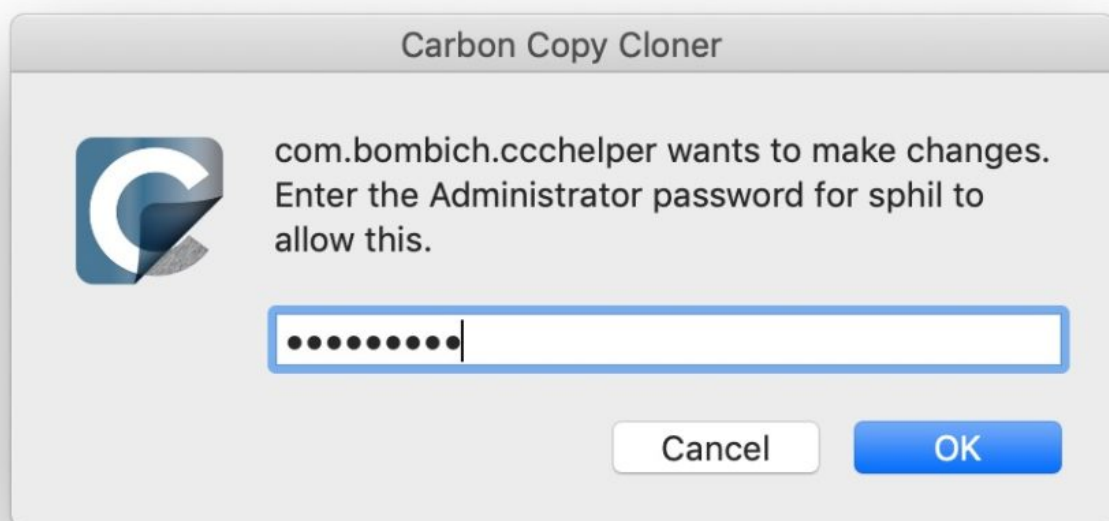 Carbon Copy Cloner
com.bombich.ccchelper wants to make changes.
Enter the Administrator password for sphil to
allow this.
•••••••••
Cancel
OK